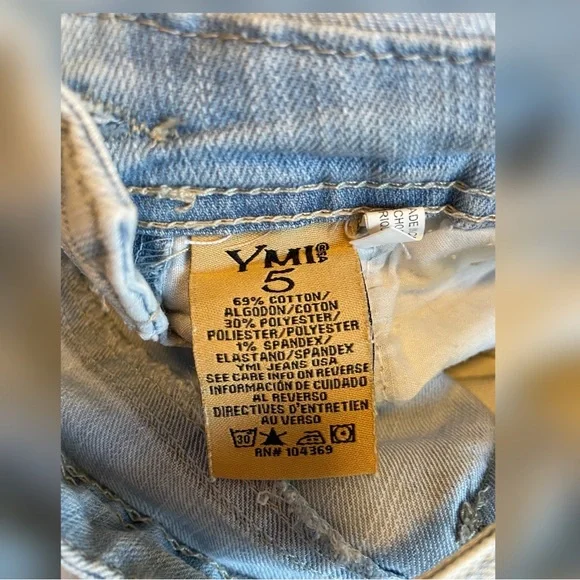 YMI USA
5
69% COTTON/
ALGODON/COTON
30% POLYESTER/
POLIESTER/POLYESTER
1% SPANDEX/
ELASTANO/SPANDEX
YMI JEANS USA
SEE CARE INFO ON REVERSE
INFORMACIÓN DE CUIDADO
AL REVERSO
DIRECTIVES D'ENTRETIEN
AU VERSO
30
RN# 104369